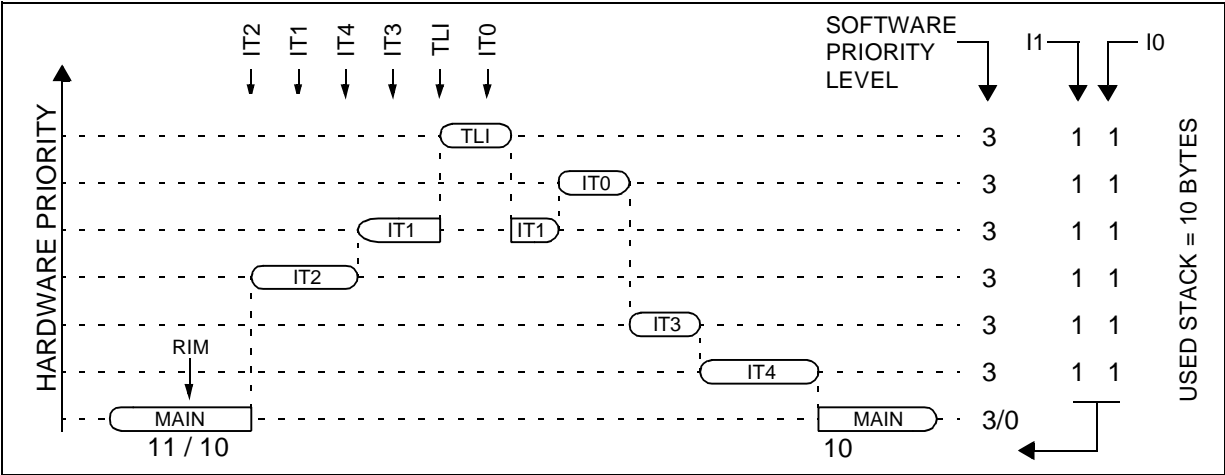 IT2
IT1
IT4
IT3
TLI
IT0
SOFTWARE
PRIORITY
LEVEL
I1
I0
HARDWARE PRIORITY
TLI
3
1 1
IT0
3
1 1
IT1
IT1
3
1 1
IT2
3
1 1
IT3
3
1 1
RIM
IT4
3
1 1
MAIN
MAIN
3/0
11 / 10
10
USED STACK = 10 BYTES